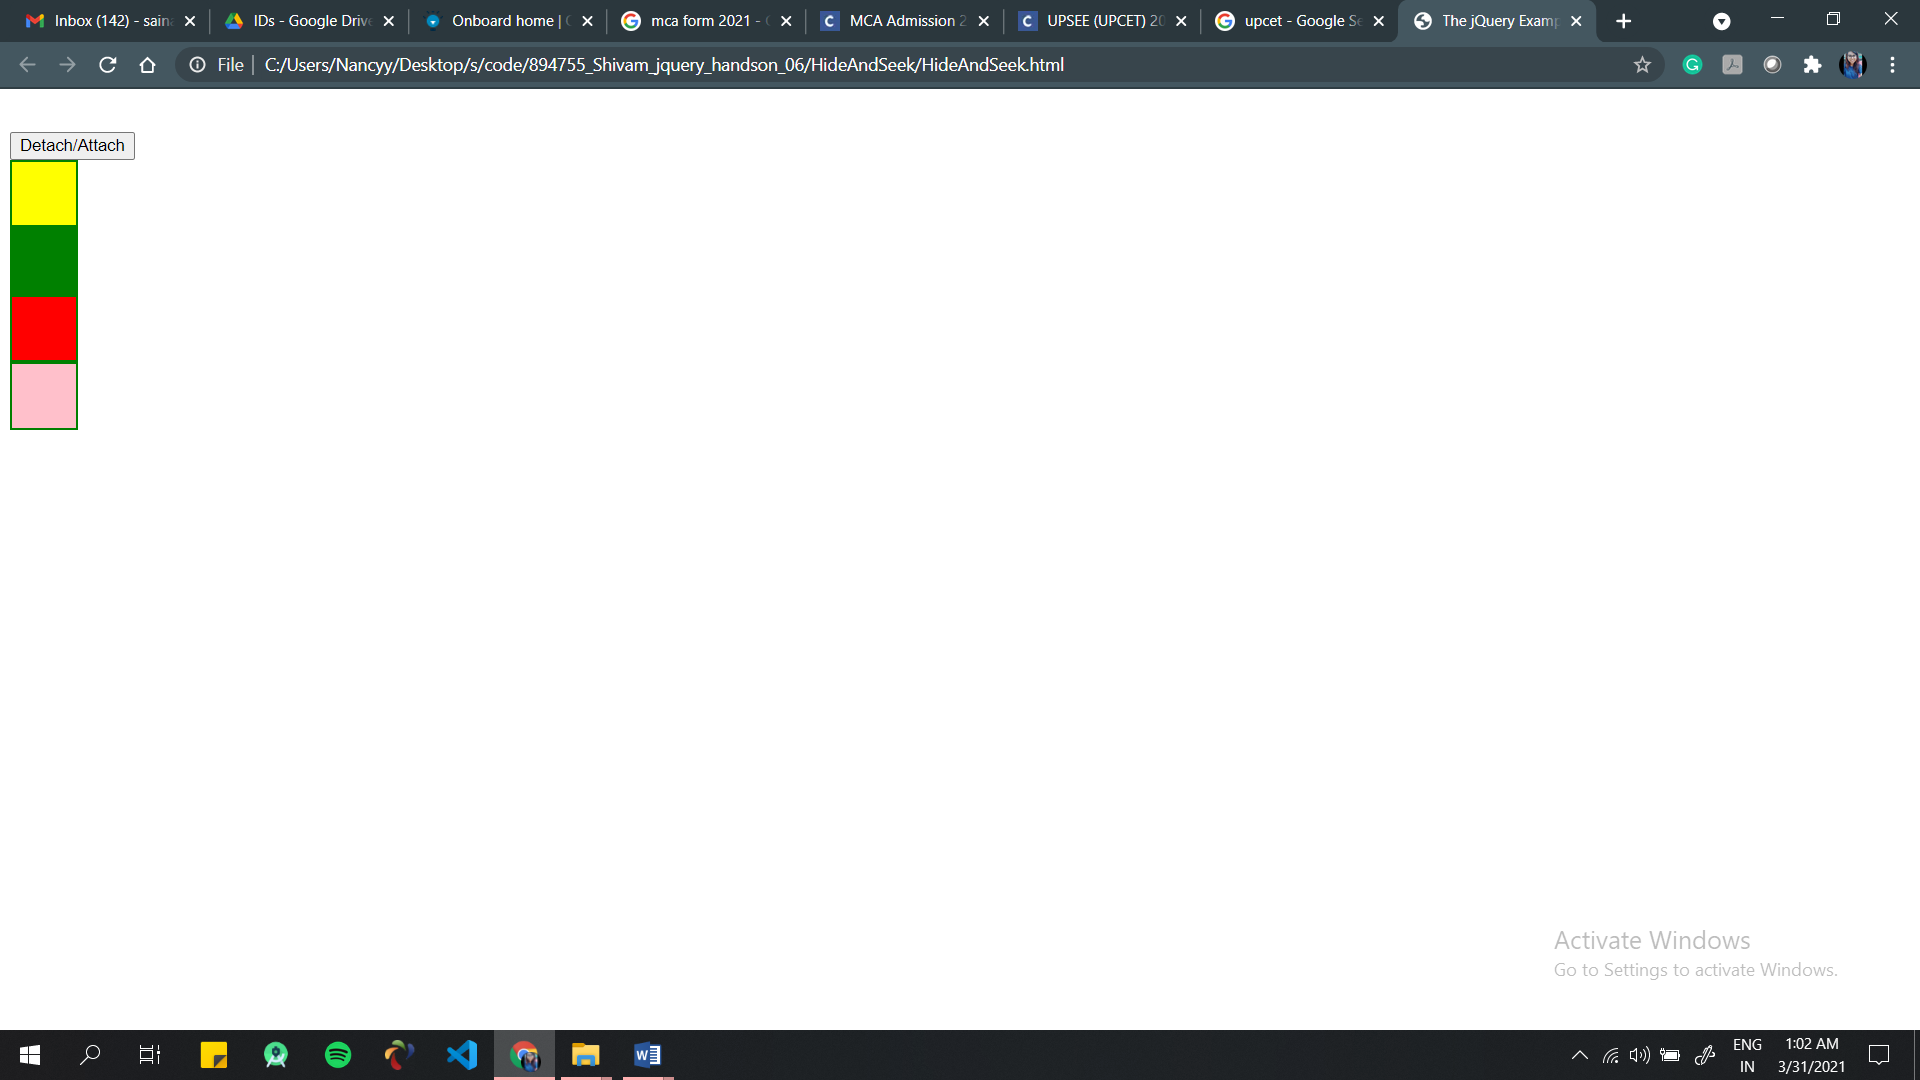 Inbox (142) - sain
IDs - Google Drive
Onboard home |
mca form 2021 -
MCA Admission 2
UPSEE (UPCET) 20
upcet - Google Se
The jQuery Examp
File
C:/Users/Nancyy/Desktop/s/code/894755_Shivam_jquery_handson_06/HideAndSeek/HideAndSeek.html
Detach/Attach
Activate Windows
Go to Settings to activate Windows.
ENG
IN
1:02 AM
3/31/2021